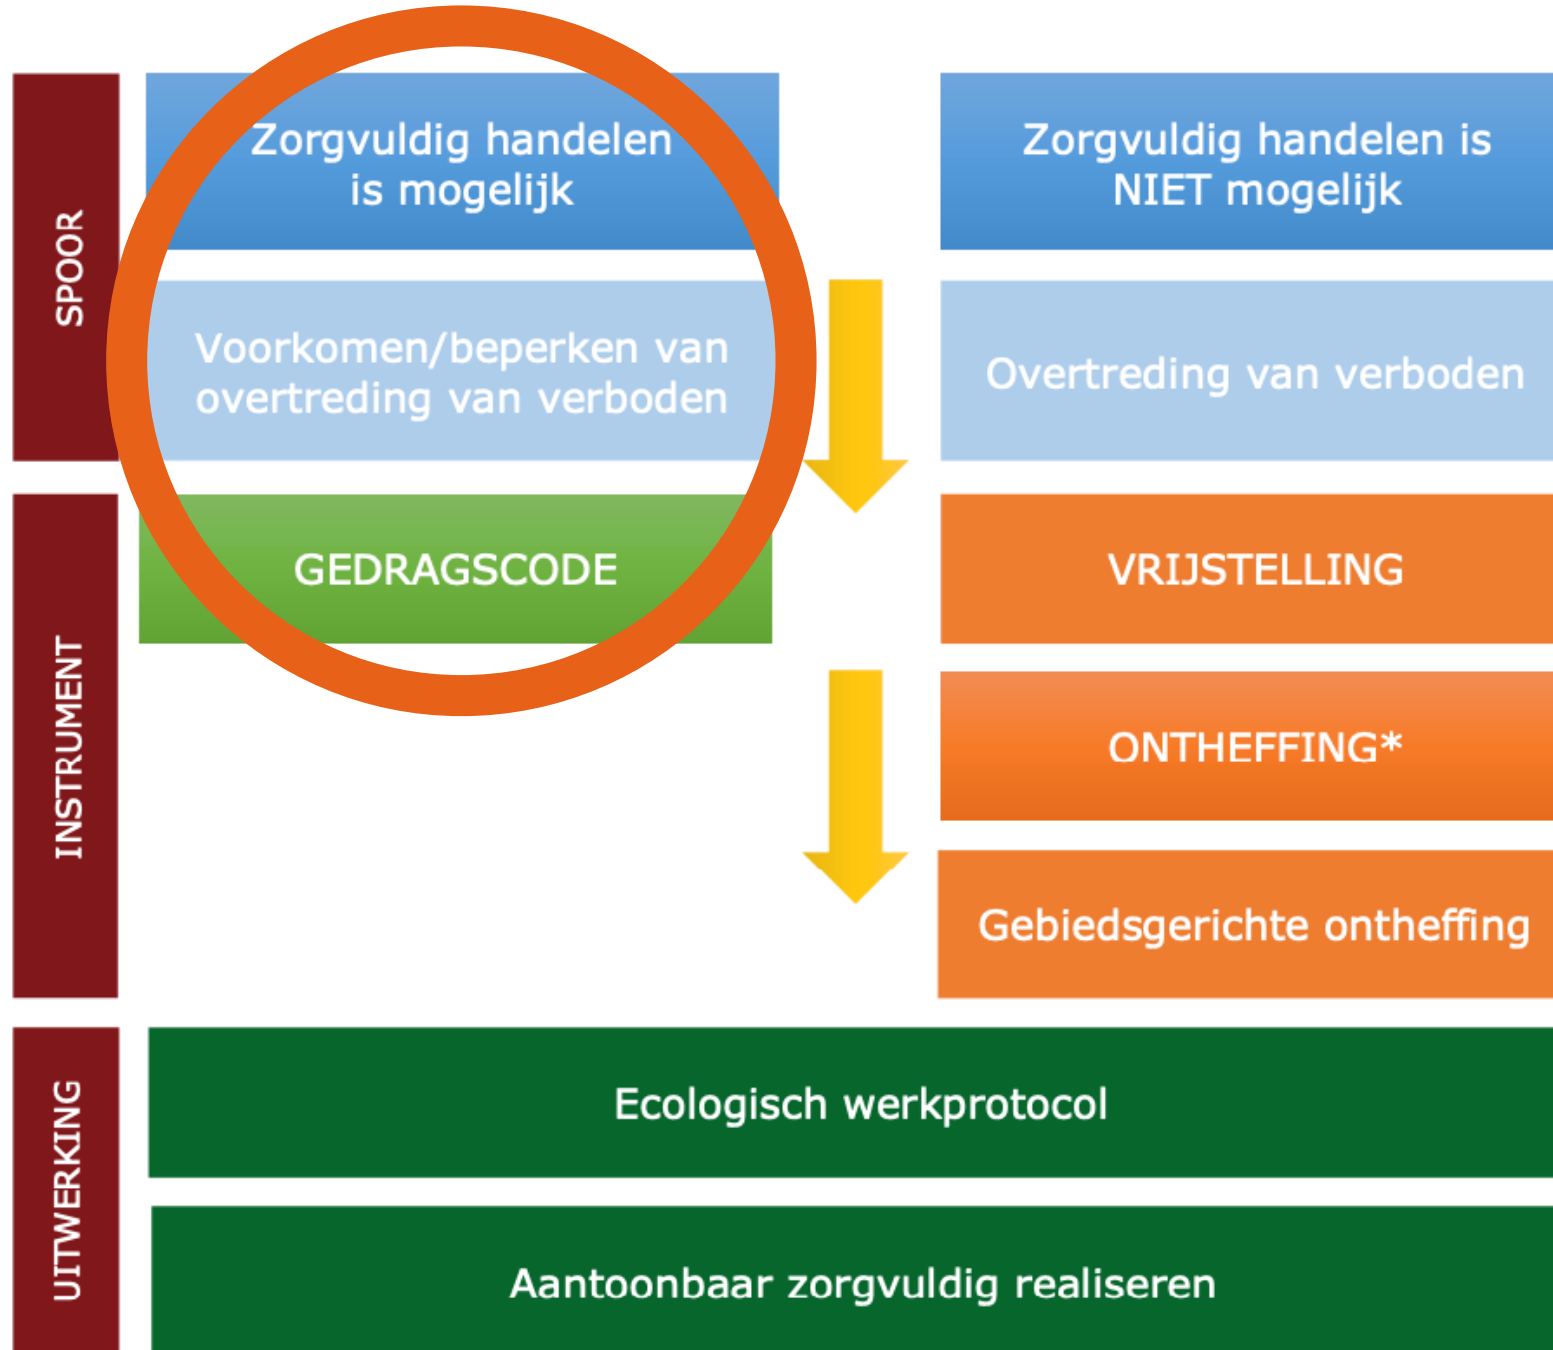 SPOOR
Zorgvuldig handelen
is mogelijk
Zorgvuldig handelen is
NIET mogelijk
Voorkomen/beperken van
overtreding van verboden
Overtreding van verboden
INSTRUMENT
GEDRAGSCODE
VRIJSTELLING
ONTHEFFING*
Gebiedsgerichte ontheffing
UITWERKING
Ecologisch werkprotocol
Aantoonbaar zorgvuldig realiseren